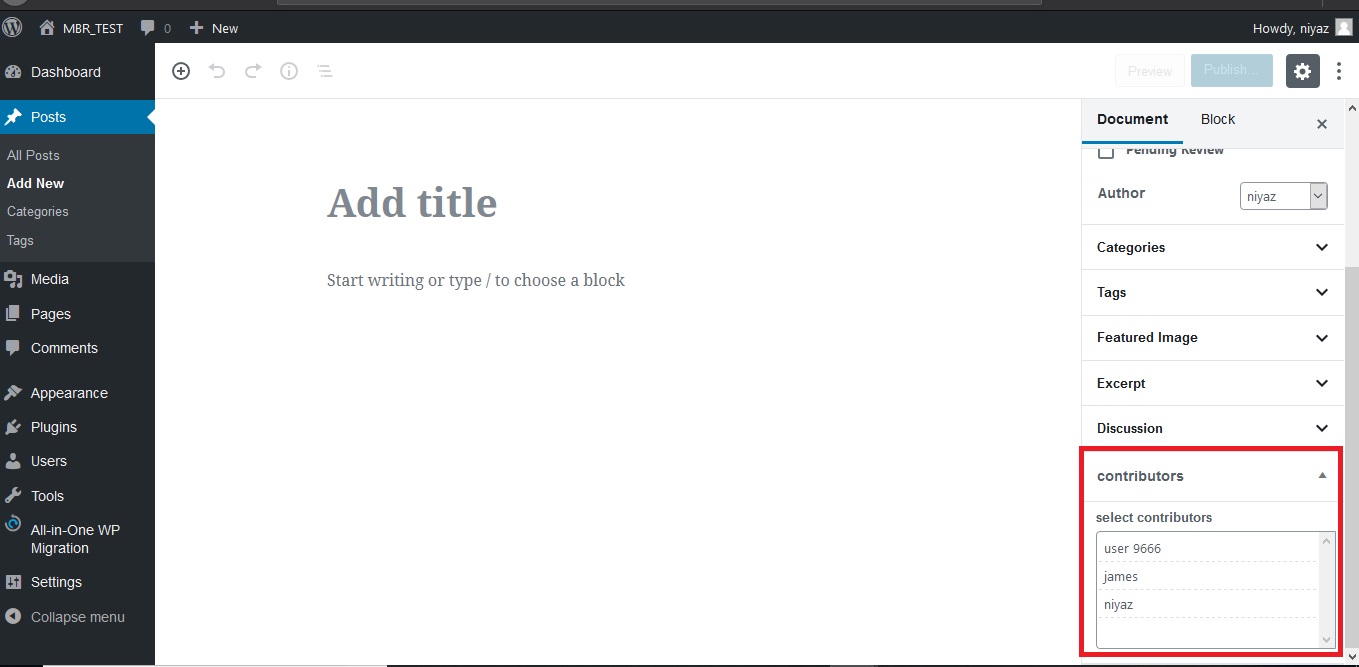 MBR_TEST 0 New Howdy, niyaz
Dashboard
Posts
All Posts
Add New
Categories
Tags
Media
Pages
Comments
Appearance
Plugins
Users
Tools
All-in-One WP
Migration
Settings
Collapse menu
Preview Publish...
Add title
Start writing or type / to choose a block
Document Block
Pending Review
Author niyaz
Categories
Tags
Featured Image
Excerpt
Discussion
contributors
select contributors
user 9666
james
niyaz